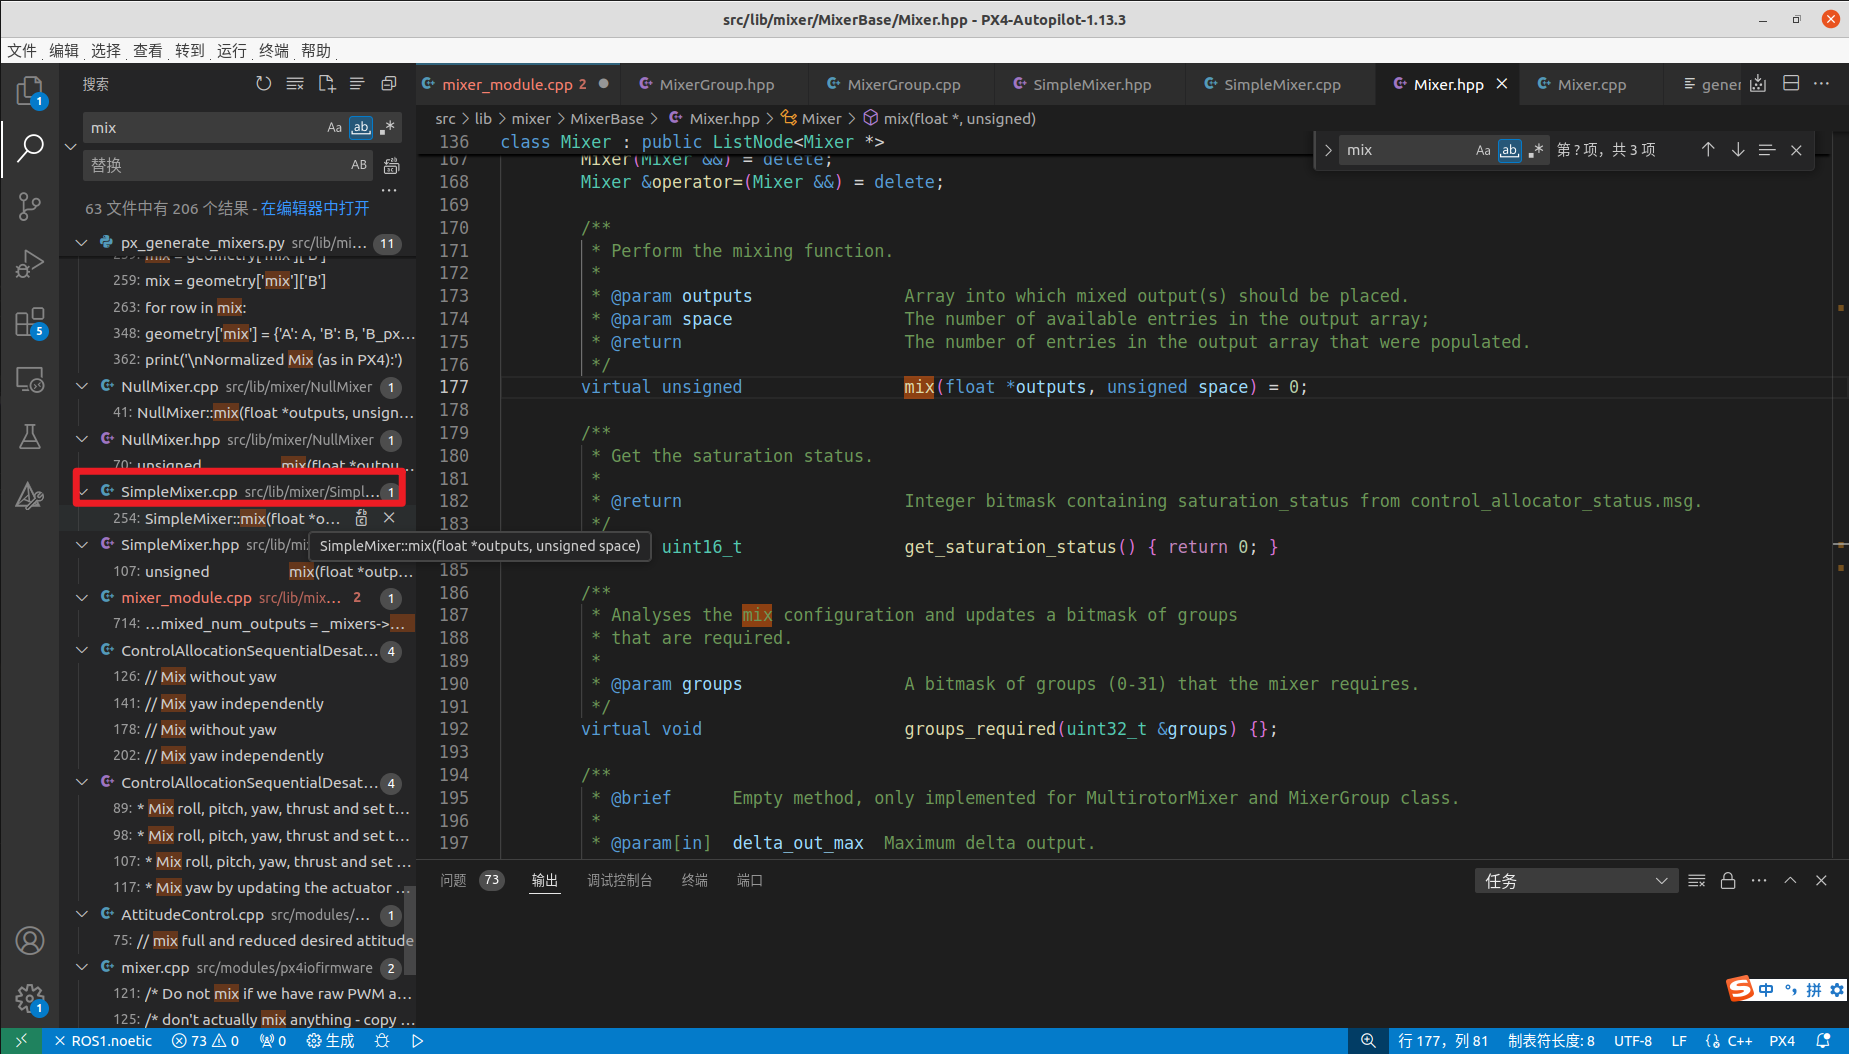 src/lib/mixer/MixerBase/Mixer.hpp - PX4-Autopilot-1.13.3
文件 编辑 选择 查看 转到 运行 终端 帮助
搜索
mixer_module.cpp 2 MixerGroup.hpp MixerGroup.cpp SimpleMixer.hpp SimpleMixer.cpp Mixer.hpp Mixer.cpp gener
mix Aa ab
替换 AB
63 文件中有 206 个结果 - 在编辑器中打开
px_generate_mixers.py src/lib/mi... 11
259: mix = geometry['mix']['B']
263: for row in mix:
348: geometry['mix'] = {'A': A, 'B': B, 'B_px...
362: print('\nNormalized Mix (as in PX4):')
NullMixer.cpp src/lib/mixer/NullMixer 1
41: NullMixer::mix(float *outputs, unsign...
NullMixer.hpp src/lib/mixer/NullMixer 1
70: unsigned mix(float *outpu...
SimpleMixer.cpp src/lib/mixer/Simpl... 1
254: SimpleMixer::mix(float *o...
SimpleMixer.hpp src/lib/mi
SimpleMixer::mix(float *outputs, unsigned space)
107: unsigned mix(float *outp...
mixer_module.cpp src/lib/mix... 2 1
714: ...mixed_num_outputs = _mixers->...
ControlAllocationSequentialDesat... 4
126: // Mix without yaw
141: // Mix yaw independently
178: // Mix without yaw
202: // Mix yaw independently
ControlAllocationSequentialDesat... 4
89: * Mix roll, pitch, yaw, thrust and set t...
98: * Mix roll, pitch, yaw, thrust and set t...
107: * Mix roll, pitch, yaw, thrust and set ...
117: * Mix yaw by updating the actuator ...
AttitudeControl.cpp src/modules/... 1
75: // mix full and reduced desired attitude
mixer.cpp src/modules/px4iofirmware 2
121: /* Do not mix if we have raw PWM a...
125: /* don't actually mix anything - copy ...
src > lib > mixer > MixerBase > Mixer.hpp > Mixer > mix(float *, unsigned)
mix Aa ab 第 ? 项，共 3 项
136 class Mixer : public ListNode<Mixer *>
167 Mixer(Mixer &&) = delete;
168 Mixer &operator=(Mixer &&) = delete;
169
170 /**
171 * Perform the mixing function.
172 *
173 * @param outputs Array into which mixed output(s) should be placed.
174 * @param space The number of available entries in the output array;
175 * @return The number of entries in the output array that were populated.
176 */
177 virtual unsigned mix(float *outputs, unsigned space) = 0;
178
179 /**
180 * Get the saturation status.
181 *
182 * @return Integer bitmask containing saturation_status from control_allocator_status.msg.
183 */
uint16_t get_saturation_status() { return 0; }
185
186 /**
187 * Analyses the mix configuration and updates a bitmask of groups
188 * that are required.
189 *
190 * @param groups A bitmask of groups (0-31) that the mixer requires.
191 */
192 virtual void groups_required(uint32_t &groups) {};
193
194 /**
195 * @brief Empty method, only implemented for MultirotorMixer and MixerGroup class.
196 *
197 * @param[in] delta_out_max Maximum delta output.
问题 73 输出 调试控制台 终端 端口
任务
1
5
1
中 °, 拼
ROS1.noetic 73 0 0 生成
行 177，列 81 制表符长度: 8 UTF-8 LF C++ PX4